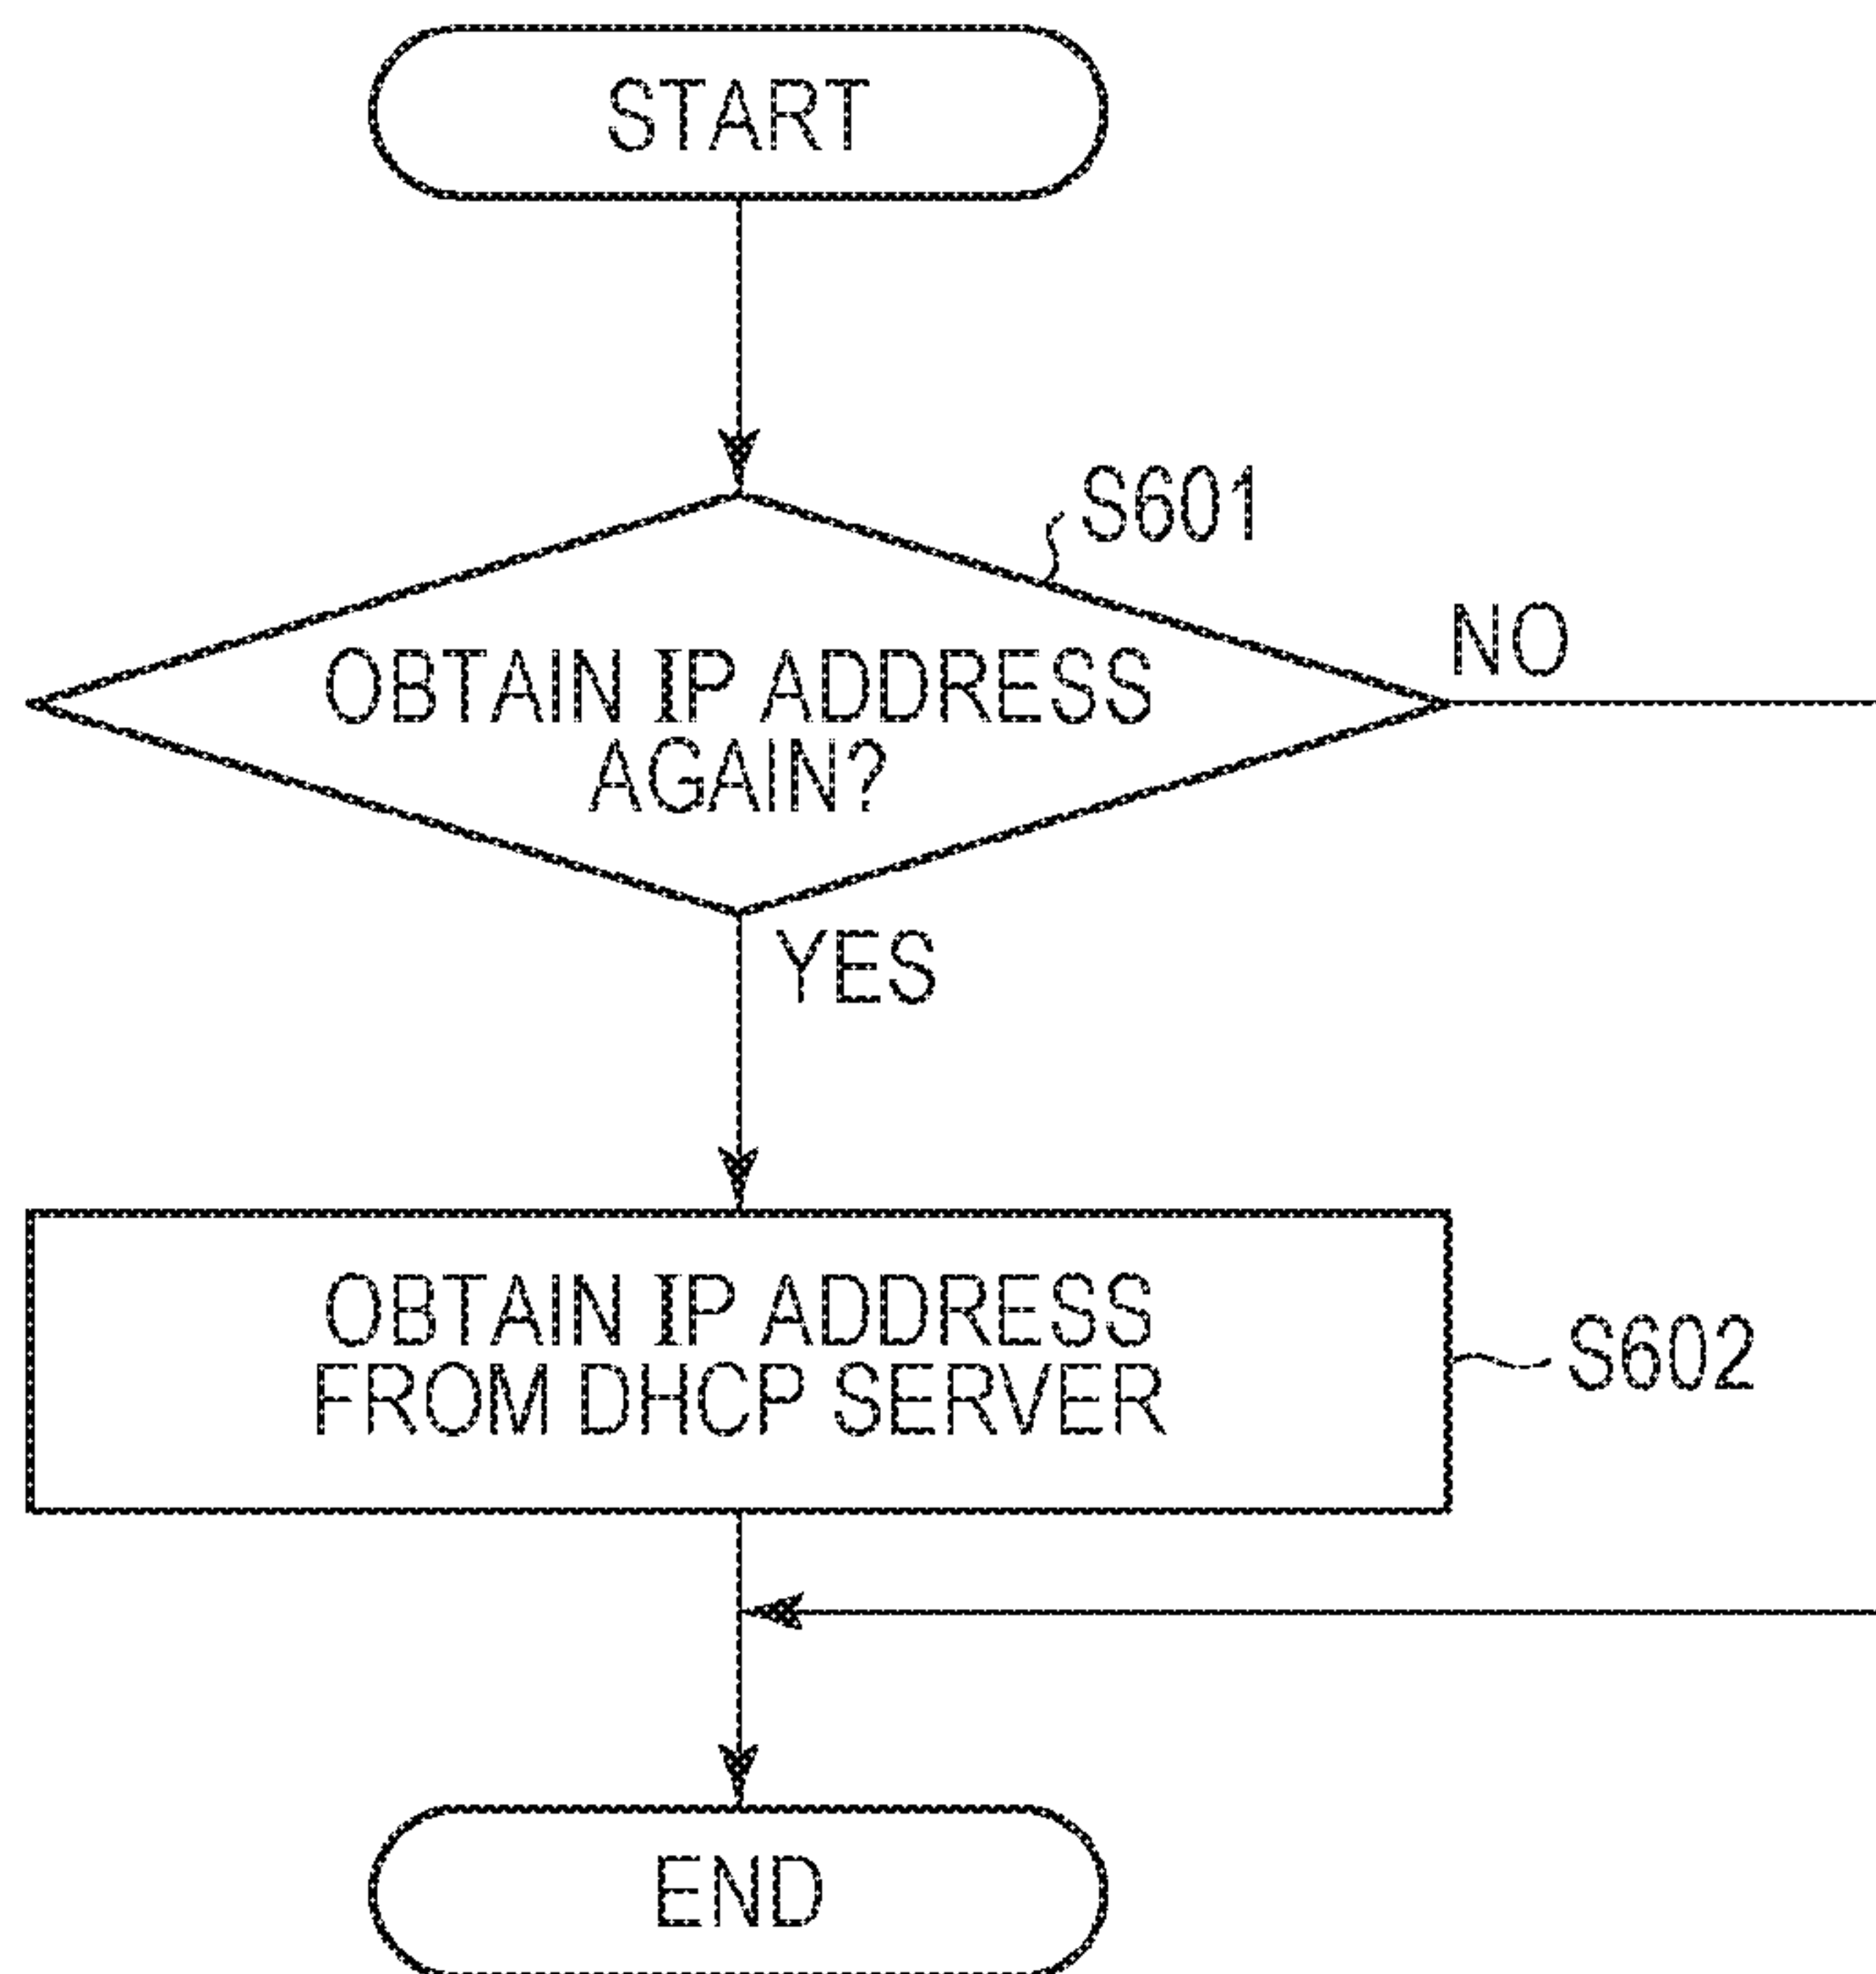 START
S601
NO
OBTAIN IP ADDRESS
AGAIN?
YES
OBTAIN IP ADDRESS
FROM DHCP SERVER
S602
END